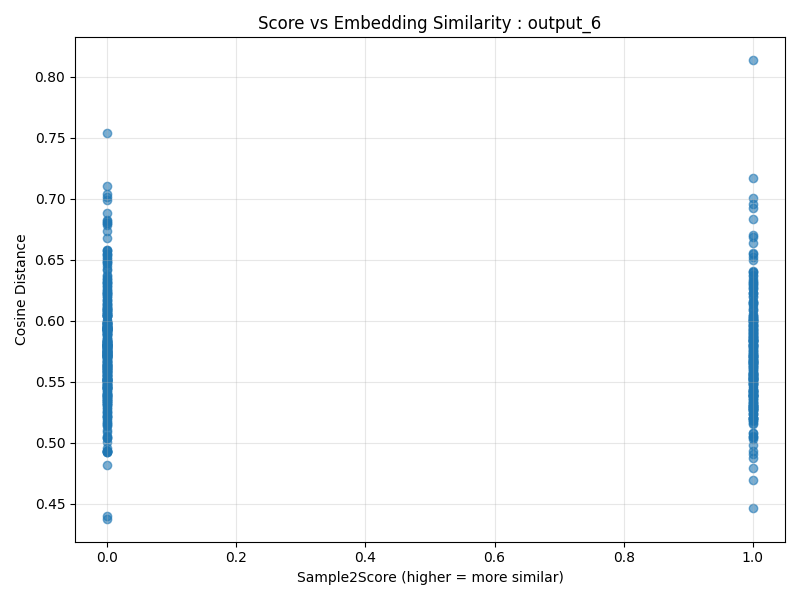 Score vs Embedding Similarity : output_6
Cosine Distance
0.80
0.75
0.70
0.65
0.60
0.55
0.50
0.45
0.0 0.2 0.4 0.6 0.8 1.0
Sample2Score (higher = more similar)